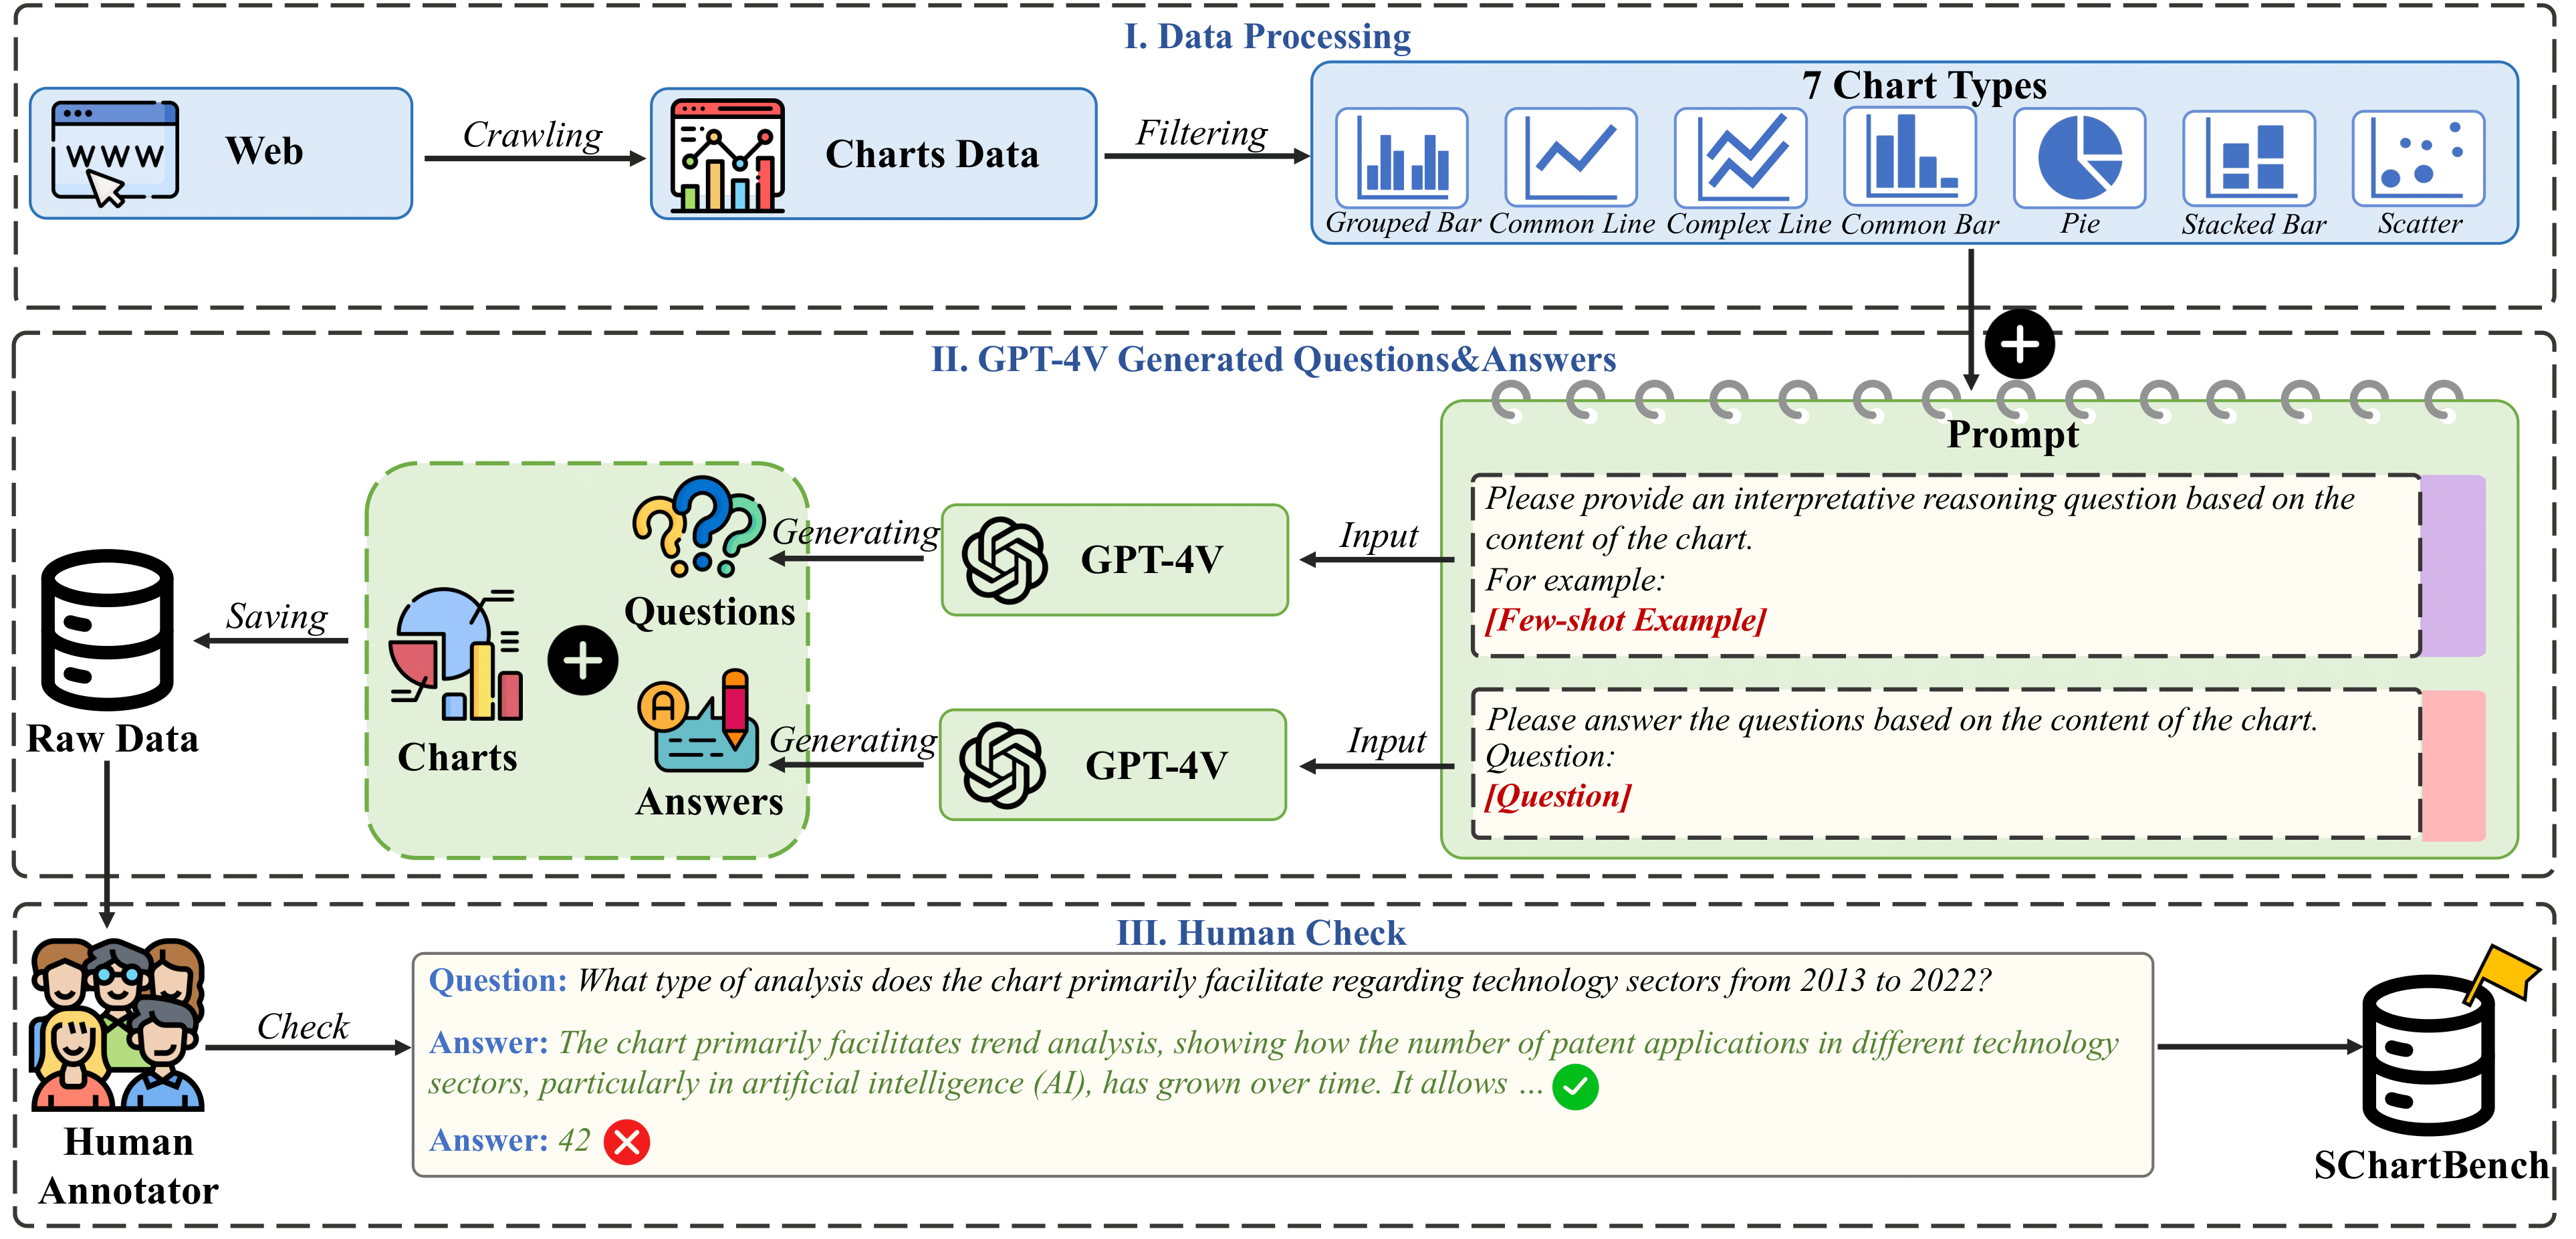 I. Data Processing
WWW
Web
Crawling
Charts Data
Filtering
7 Chart Types
Grouped Bar
Common Line
Complex Line
Common Bar
Pie
Stacked Bar
Scatter
II. GPT-4V Generated Questions&Answers
Prompt
Please provide an interpretative reasoning question based on the
content of the chart.
For example:
[Few-shot Example]
Please answer the questions based on the content of the chart.
Question:
[Question]
Input
Input
GPT-4V
GPT-4V
Generating
Generating
Questions
A
Answers
Charts
Saving
Raw Data
III. Human Check
Human
Annotator
Check
Question: What type of analysis does the chart primarily facilitate regarding technology sectors from 2013 to 2022?
Answer: The chart primarily facilitates trend analysis, showing how the number of patent applications in different technology
sectors, particularly in artificial intelligence (AI), has grown over time. It allows ...
Answer: 42
SChartBench